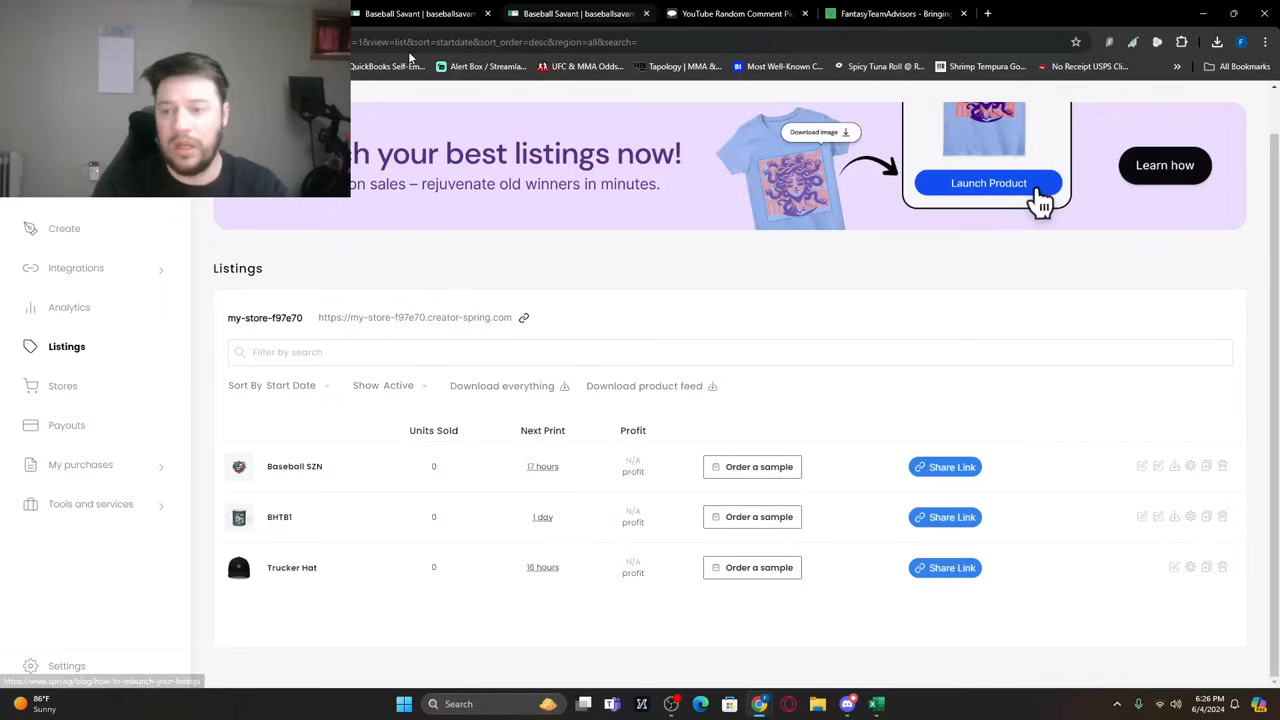 Baseball Savant | baseballsavan
Baseball Savant | baseballsavan
YouTube Random Comment Pic
FantasyTeamAdvisors - Bringing
=1&view=list&sort=startdate&sort_order=desc&region=all&search=
QuickBooks Self-Em...
Alert Box / Streamla...
UFC & MMA Odds...
Tapology | MMA &...
Most Well-Known C...
Spicy Tuna Roll @ R...
Shrimp Tempura Go...
No Receipt USPS Cl...
All Bookmarks
h your best listings now!
on sales – rejuvenate old winners in minutes.
Download image
Launch Product
Learn how
Create
Integrations
Analytics
Listings
Stores
Payouts
My purchases
Tools and services
Settings
Listings
my-store-f97e70 https://my-store-f97e70.creator-spring.com
Filter by search
Sort By Start Date Show Active Download everything Download product feed
Units Sold Next Print Profit
Baseball SZN 0 17 hours N/A profit Order a sample Share Link
BHTB1 0 1 day N/A profit Order a sample Share Link
Trucker Hat 0 16 hours N/A profit Order a sample Share Link
https://www.spri.ng/blog/how-to-relaunch-your-listings
86°F
Sunny
Search
6:26 PM
6/4/2024